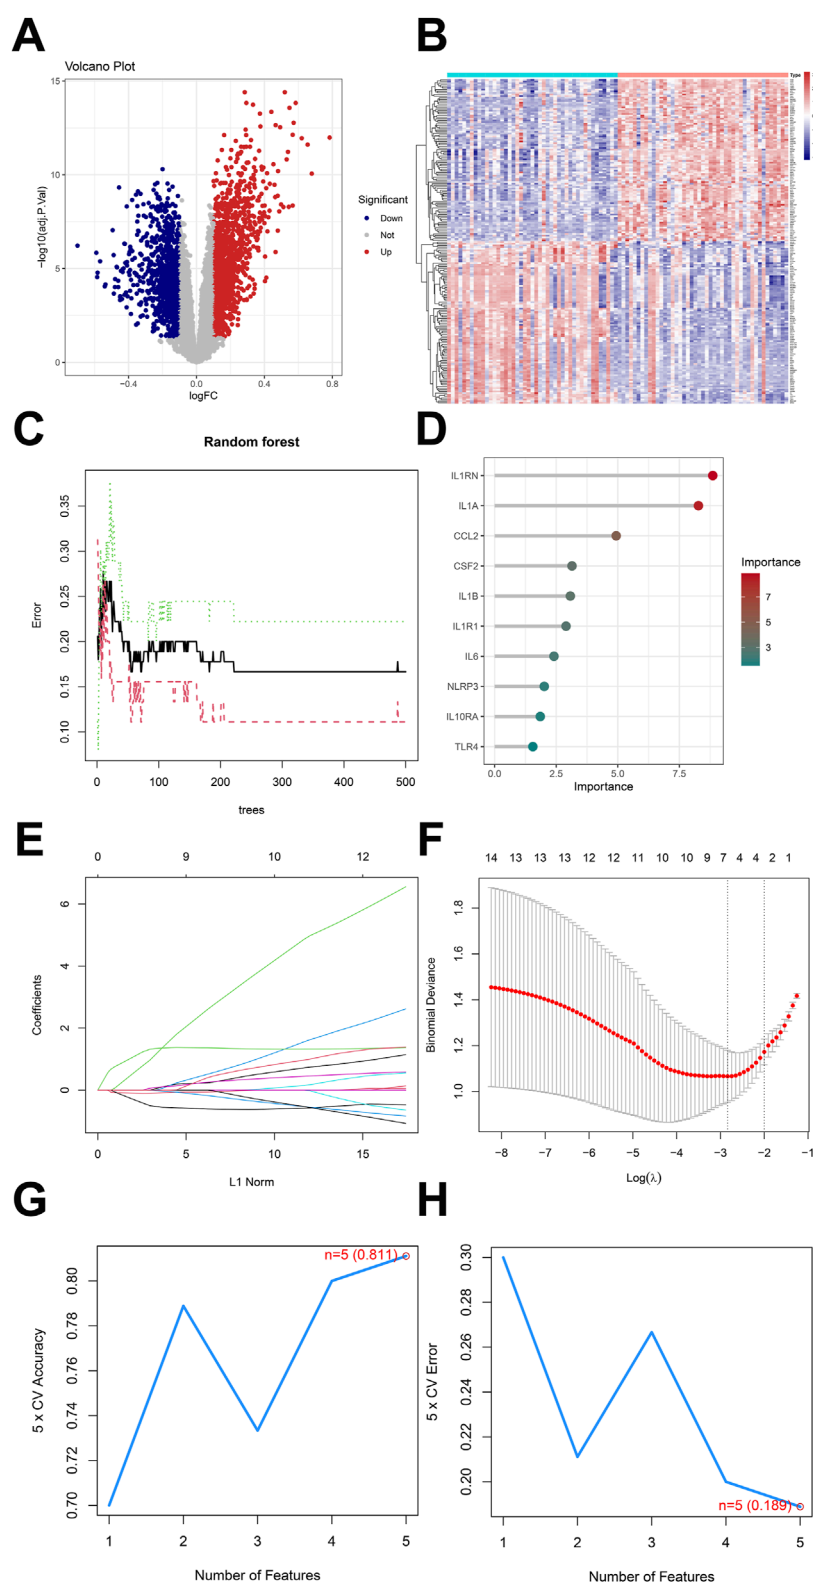 A
Volcano Plot
15
10
5
0
−log10(adj.P.Val)
−0.4 0.0 0.4 0.8
logFC
Significant
Down
Not
Up
B
Type
C
Random forest
0.35
0.30
0.25
0.20
0.15
0.10
Error
0 100 200 300 400 500
trees
D
IL1RN
IL1A
CCL2
CSF2
IL1B
IL1R1
IL6
NLRP3
IL10RA
TLR4
0.0 2.5 5.0 7.5
Importance
Importance
7
5
3
E
0 9 10 12
6
4
2
0
Coefficients
0 5 10 15
L1 Norm
F
14 13 13 13 12 12 11 10 10 9 7 4 4 2 1
1.8
1.6
1.4
1.2
1.0
Binomial Deviance
−8 −7 −6 −5 −4 −3 −2 −1
Log(λ)
G
n=5 (0.811)
0.80
0.78
0.76
0.74
0.72
0.70
5 x CV Accuracy
1 2 3 4 5
Number of Features
H
0.30
0.28
0.26
0.24
0.22
0.20
5 x CV Error
n=5 (0.189)
1 2 3 4 5
Number of Features